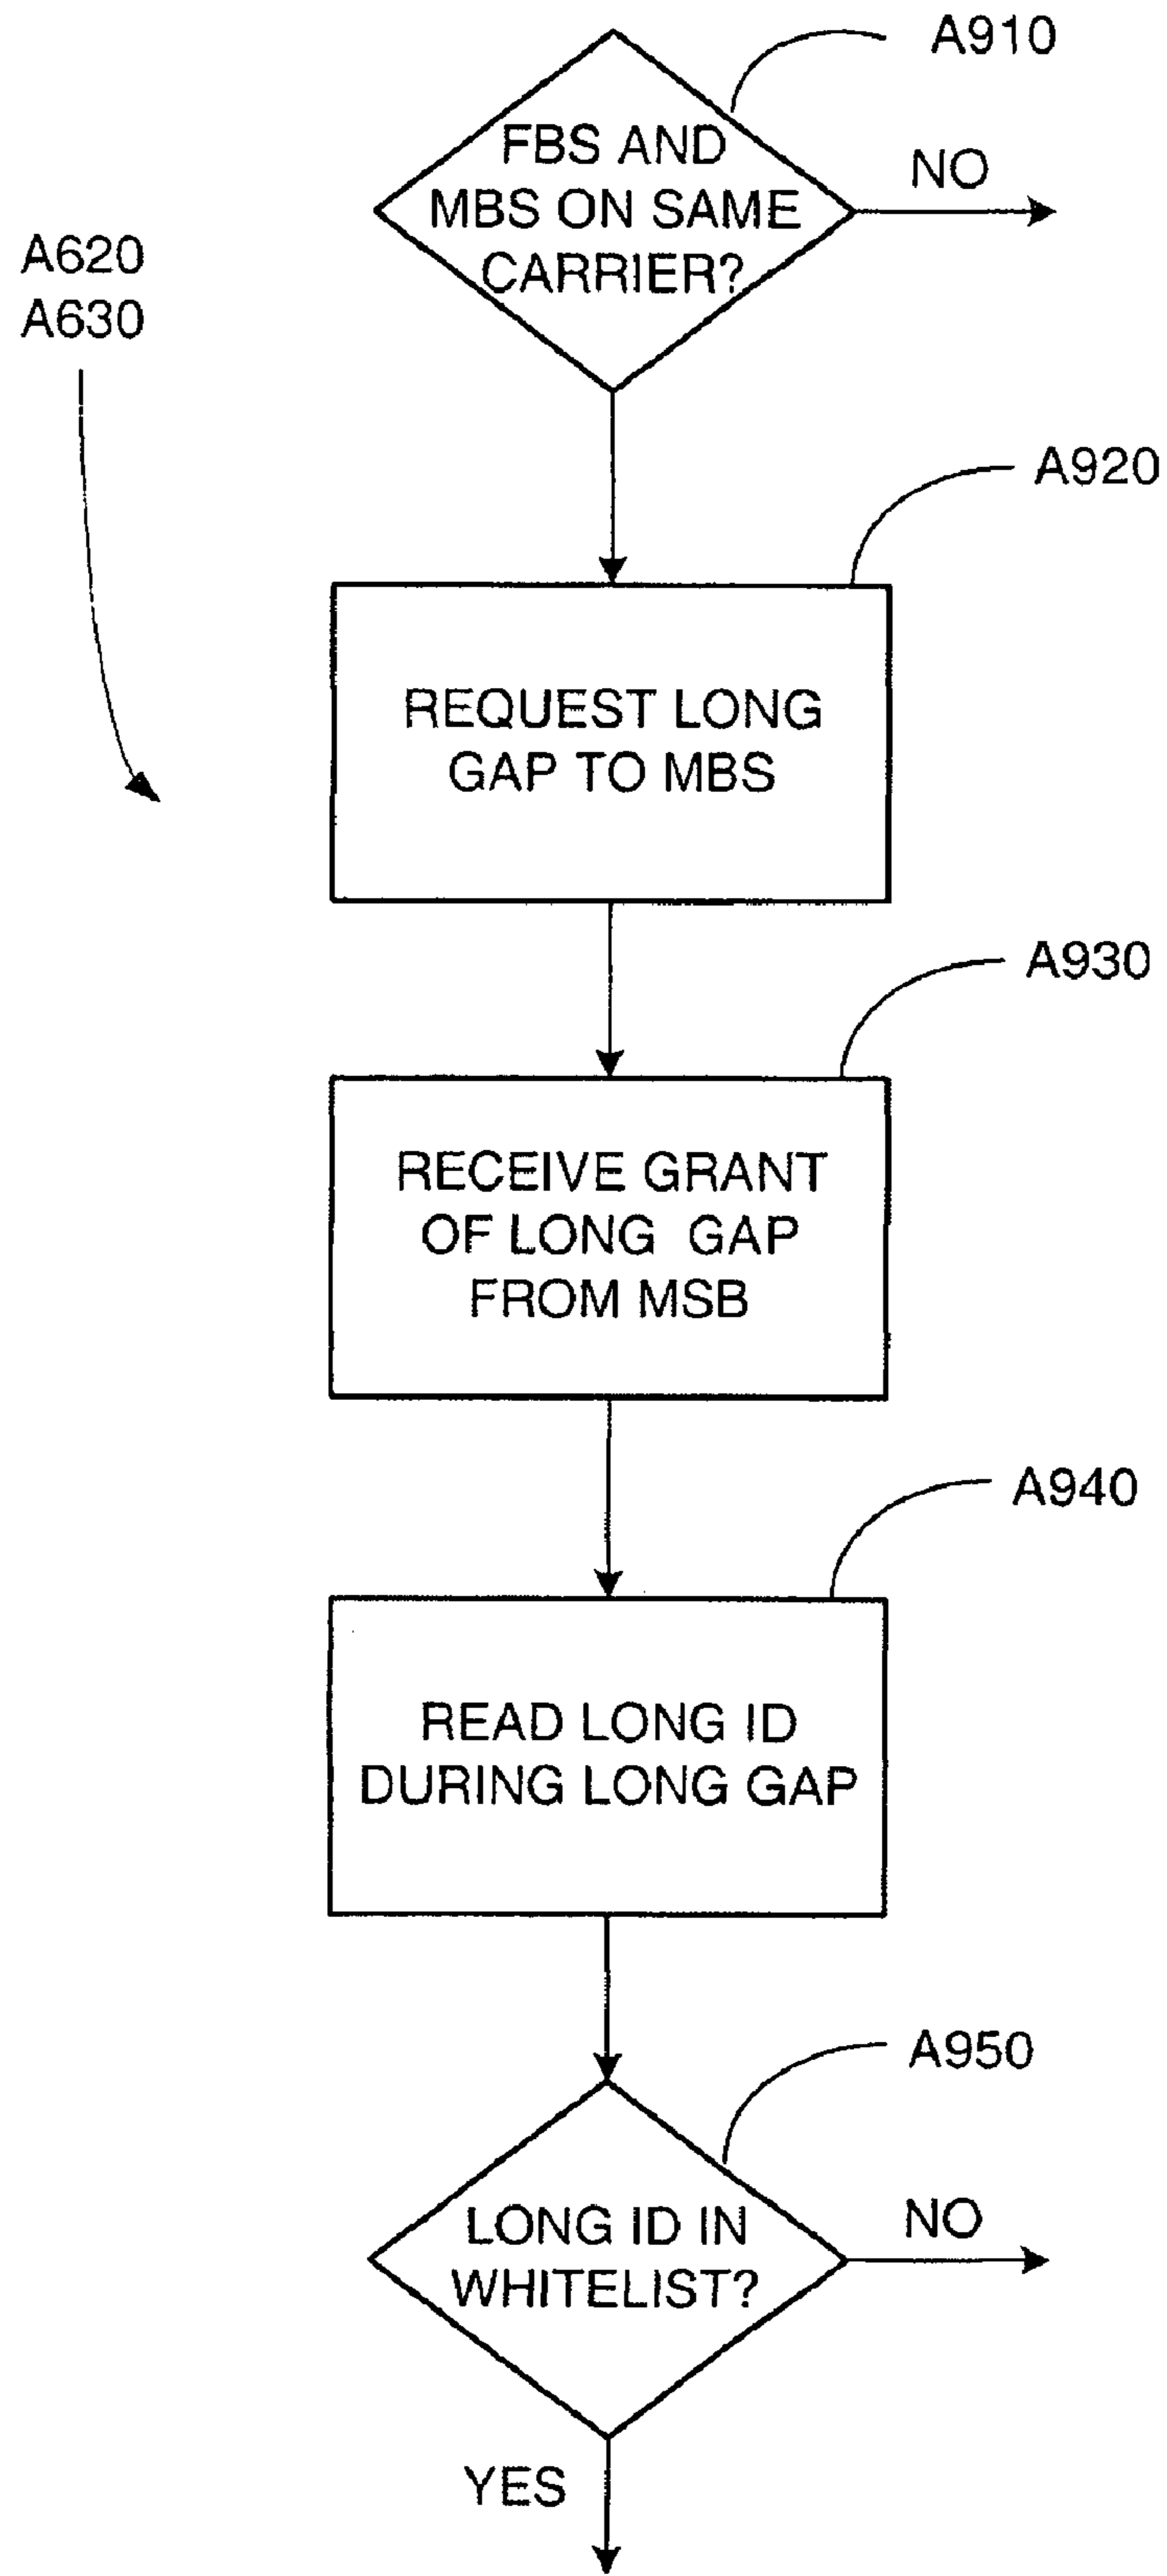 A910
FBS AND
MBS ON SAME
CARRIER?
NO
A620
A630
A920
REQUEST LONG
GAP TO MBS
A930
RECEIVE GRANT
OF LONG GAP
FROM MSB
A940
READ LONG ID
DURING LONG GAP
A950
LONG ID IN
WHITELIST?
NO
YES